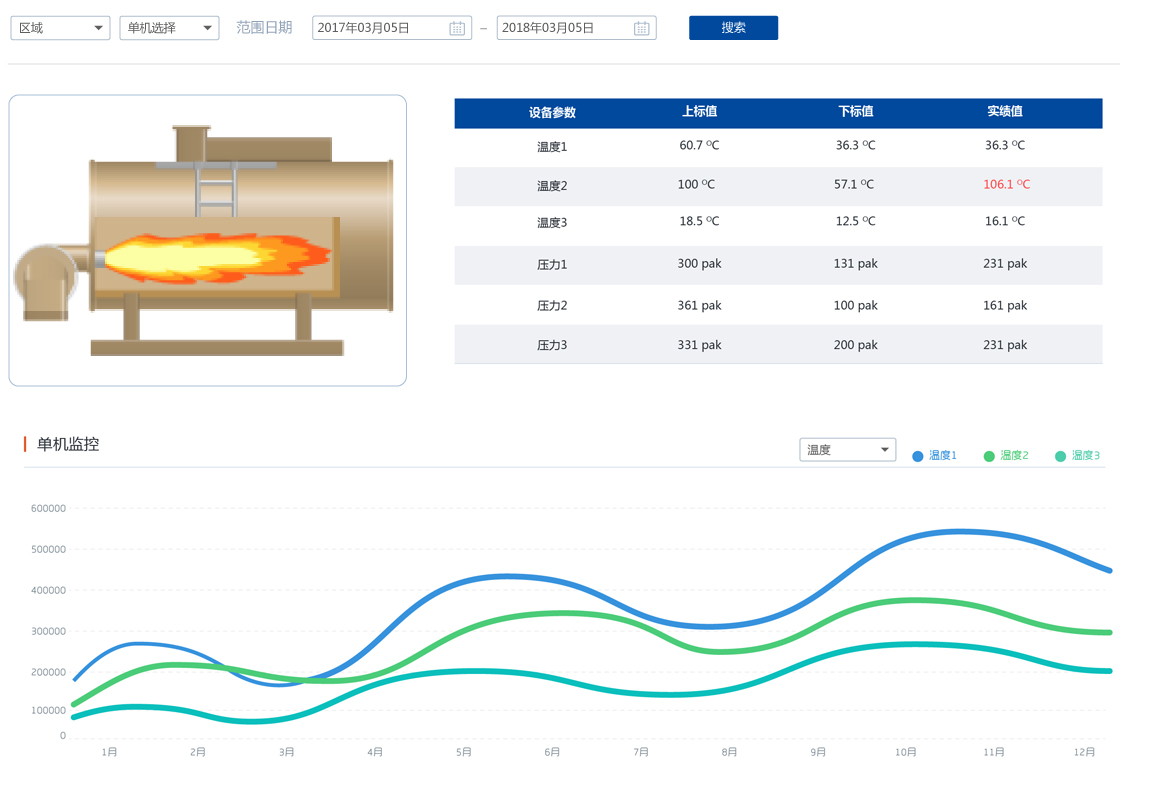 区域 单机选择 范围日期 2017年03月05日 – 2018年03月05日 搜索
设备参数 上标值 下标值 实绩值
温度1 60.7 ºC 36.3 ºC 36.3 ºC
温度2 100 ºC 57.1 ºC 106.1 ºC
温度3 18.5 ºC 12.5 ºC 16.1 ºC
压力1 300 pak 131 pak 231 pak
压力2 361 pak 100 pak 161 pak
压力3 331 pak 200 pak 231 pak
单机监控 温度 温度1 温度2 温度3
600000
500000
400000
300000
200000
100000
0
1月 2月 3月 4月 5月 6月 7月 8月 9月 10月 11月 12月